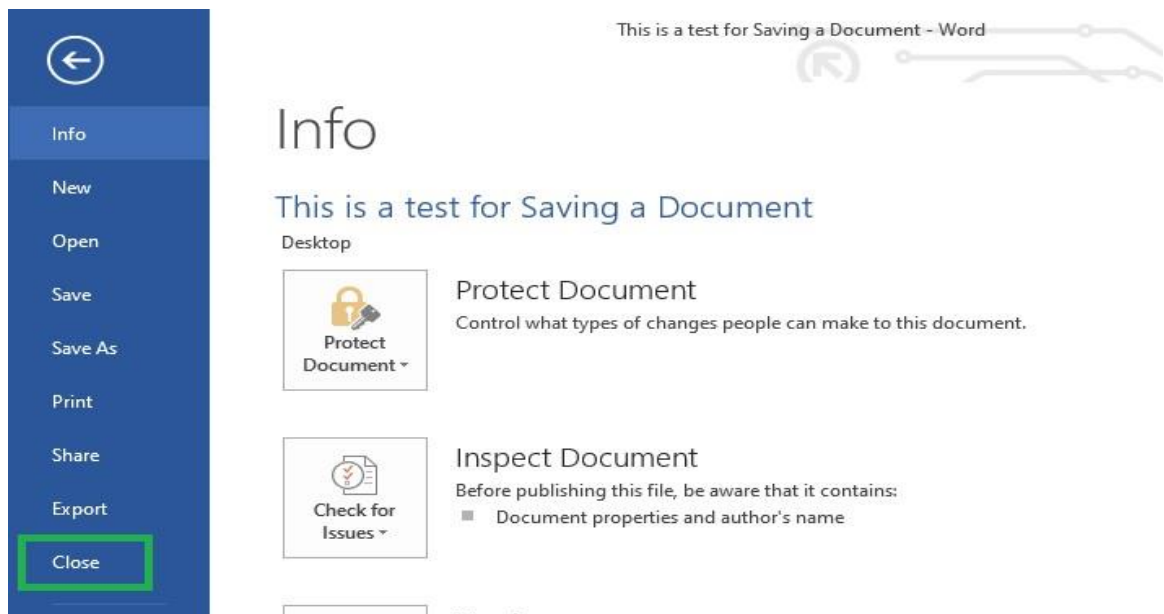 This is a test for Saving a Document - Word
Info
New
Open
Save
Save As
Print
Share
Export
Close
Info
This is a test for Saving a Document
Desktop
Protect
Document
Protect Document
Control what types of changes people can make to this document.
Check for
Issues
Inspect Document
Before publishing this file, be aware that it contains:
Document properties and author's name